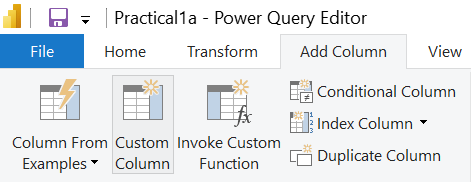 Practical1a - Power Query Editor
File Home Transform Add Column View
Column From Examples
Custom Column
Invoke Custom Function
Conditional Column
Index Column
Duplicate Column